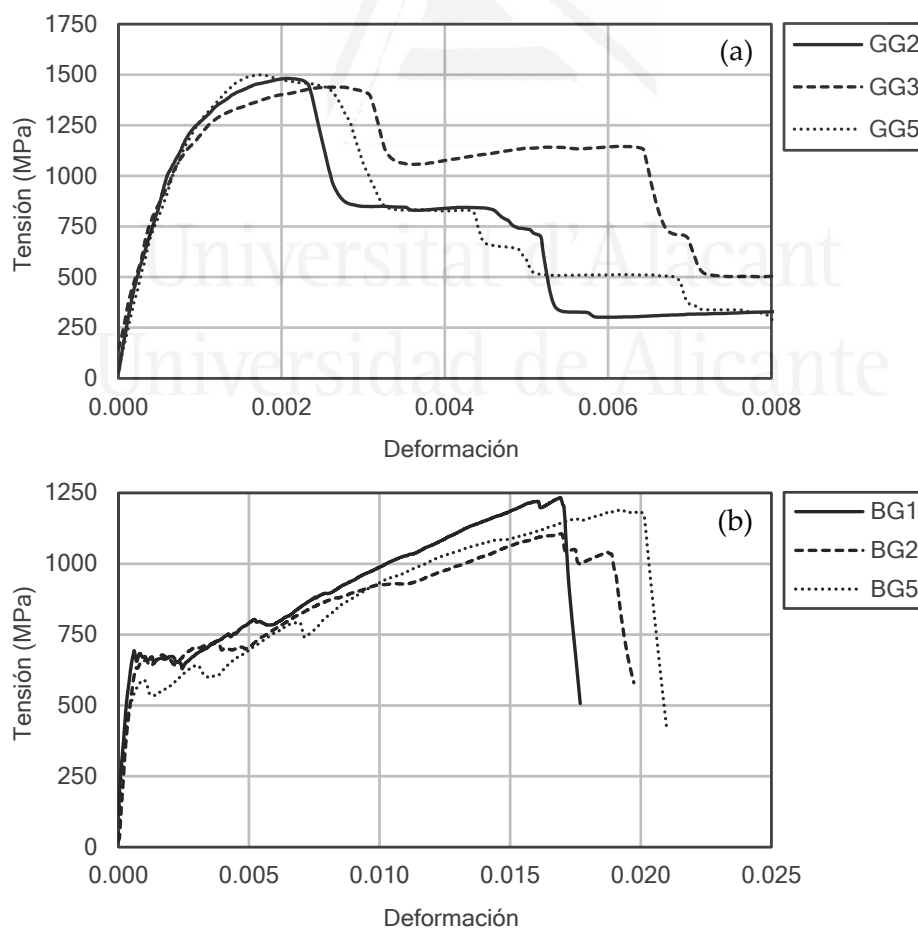 1750
1500
1250
1000
750
500
250
0
Tensión (MPa)
(a)
GG2
GG3
GG5
0.000 0.002 0.004 0.006 0.008
Deformación
Universitat d'Alacant
Universidad de Alicante
1250
1000
750
500
250
0
Tensión (MPa)
(b)
BG1
BG2
BG5
0.000 0.005 0.010 0.015 0.020 0.025
Deformación